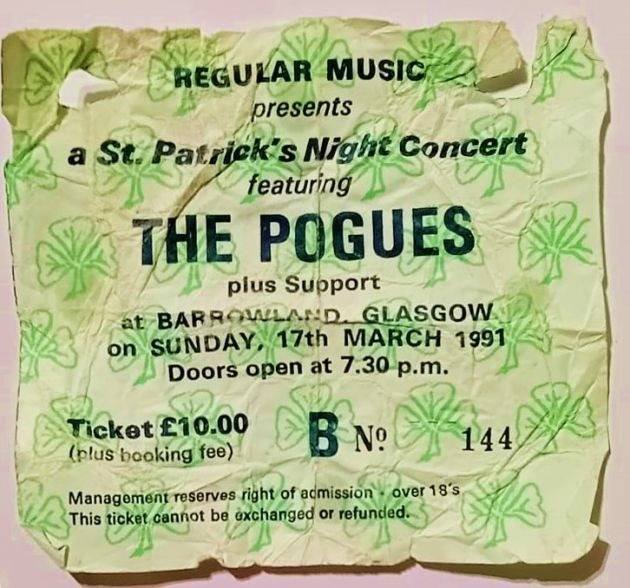 REGULAR MUSIC
presents
a St. Patrick's Night Concert
featuring
THE POGUES
plus Support
at BARROWLAND, GLASGOW
on SUNDAY, 17th MARCH 1991
Doors open at 7.30 p.m.
Ticket £10.00
(plus booking fee)
B Nº 144
Management reserves right of admission - over 18's
This ticket cannot be exchanged or refunded.